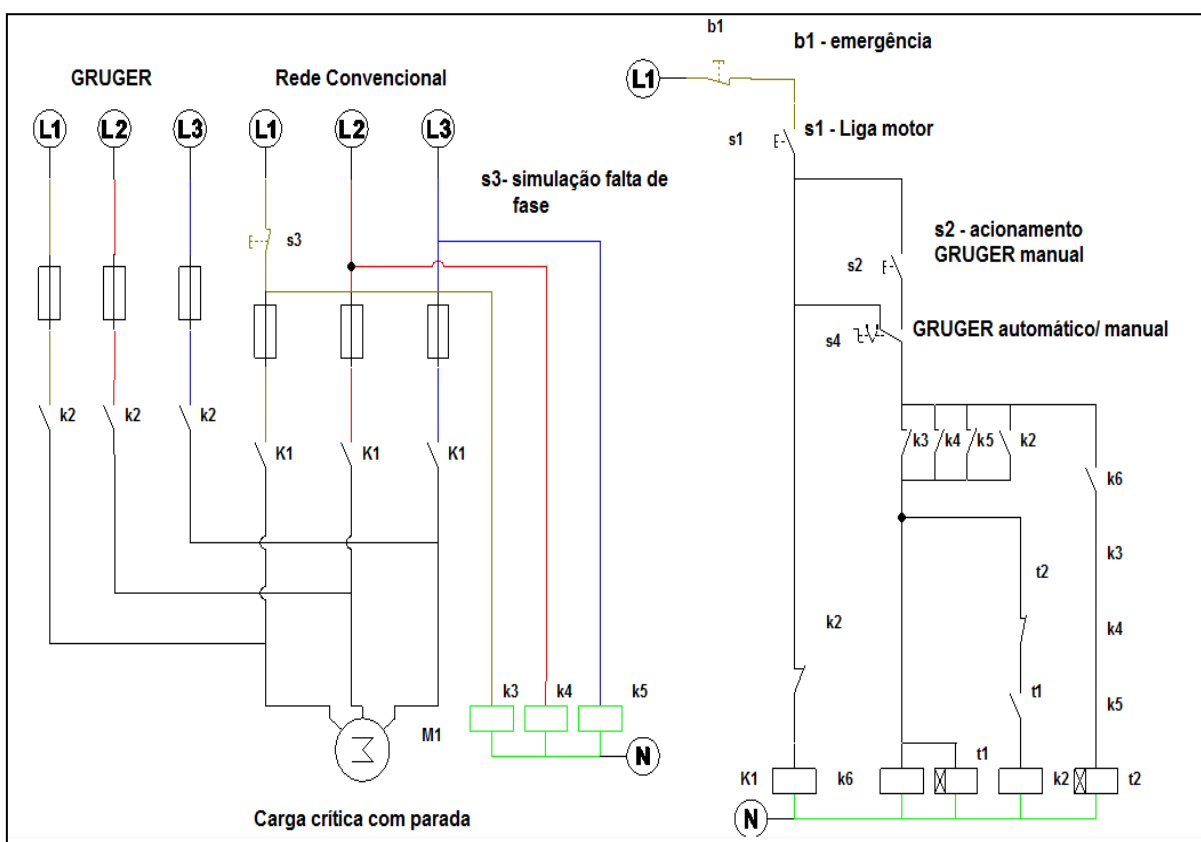 b1
b1 - emergência
GRUGER
Rede Convencional
L1
L1
L2
L3
L1
L2
L3
s1 - Liga motor
s1
s3- simulação falta de
fase
s3
s2 - acionamento
GRUGER manual
s2
GRUGER automático/ manual
s4
k2
k2
k2
K1
K1
K1
k3
k4
k5
k2
k6
k3
t2
k2
k4
t1
k5
k3
k4
k5
M1
N
t1
K1
k6
k2
t2
N
Carga crítica com parada